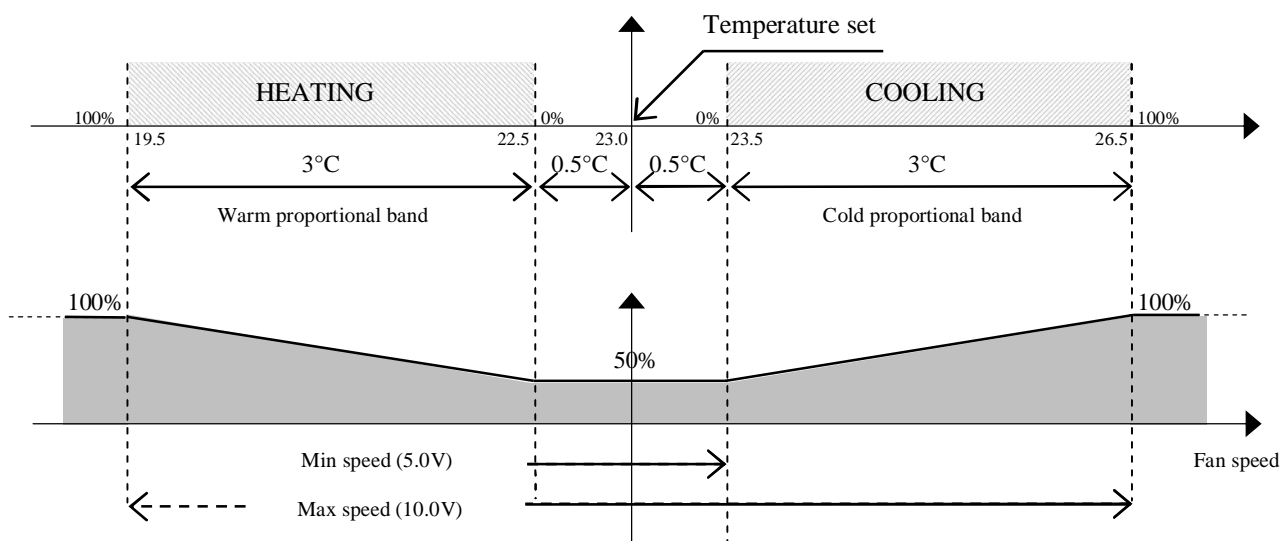 Temperature set
HEATING
COOLING
100%
0%
0%
100%
19.5
22.5
23.0
23.5
26.5
3°C
0.5°C
0.5°C
3°C
Warm proportional band
Cold proportional band
100%
100%
50%
Min speed (5.0V)
Fan speed
Max speed (10.0V)